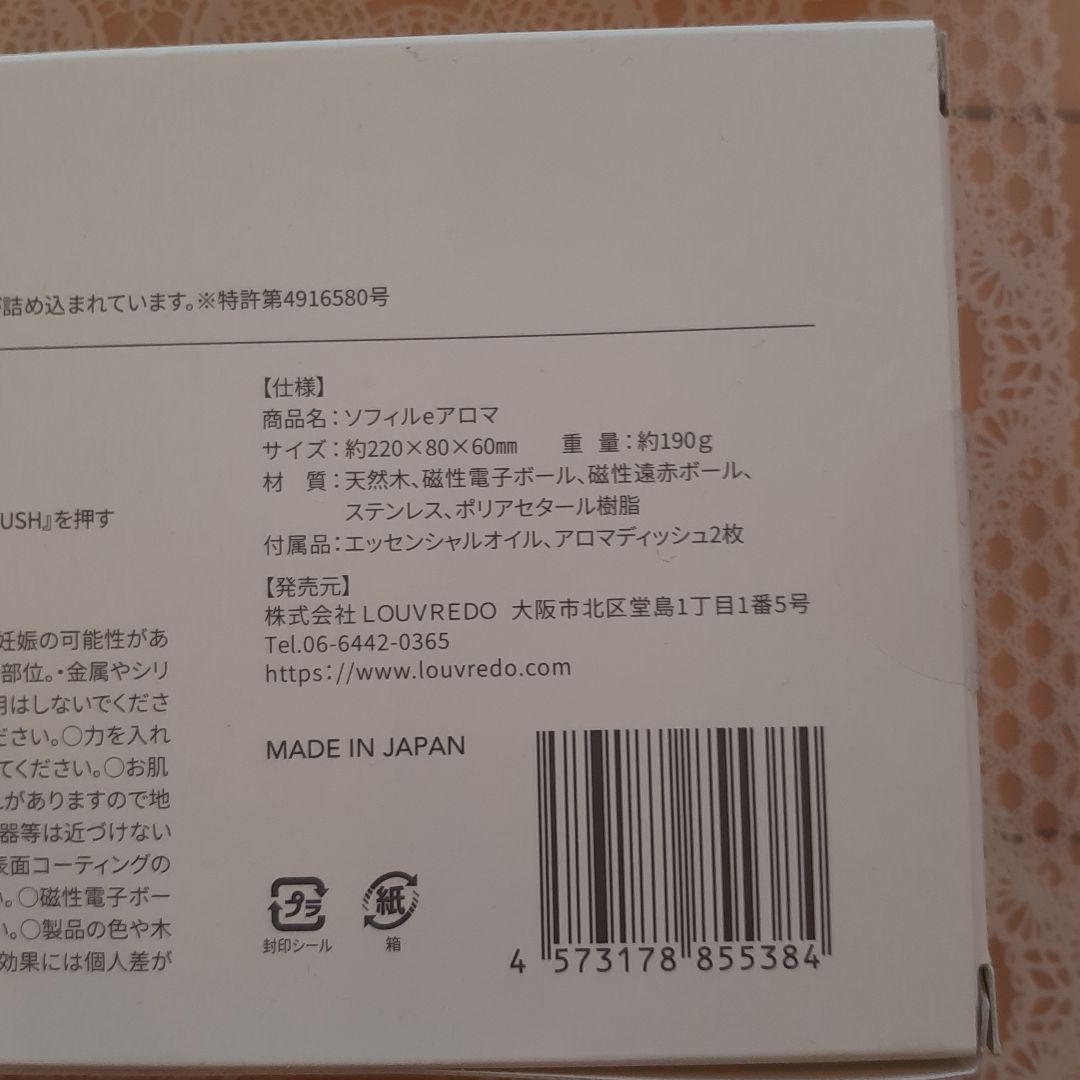 詰め込まれています。※特許第4916580号
【仕様】
商品名：ソフィルeアロマ
サイズ：約220×80×60㎜　重 量：約190g
材　質：天然木、磁性電子ボール、磁性遠赤ボール、
ステンレス、ポリアセタール樹脂
付属品：エッセンシャルオイル、アロマディッシュ2枚
USH』を押す
【発売元】
株式会社 LOUVREDO 大阪市北区堂島1丁目1番5号
Tel.06-6442-0365
https://www.louvredo.com
妊娠の可能性があ
部位。・金属やシリ
用はしないでくださ
ださい。○力を入れ
てください。○お肌
がありますので地
器等は近づけない
表面コーティングの
い。○磁性電子ボー
い。○製品の色や木
効果には個人差が
MADE IN JAPAN
プラ
封印シール
紙
箱
4 573178 855384